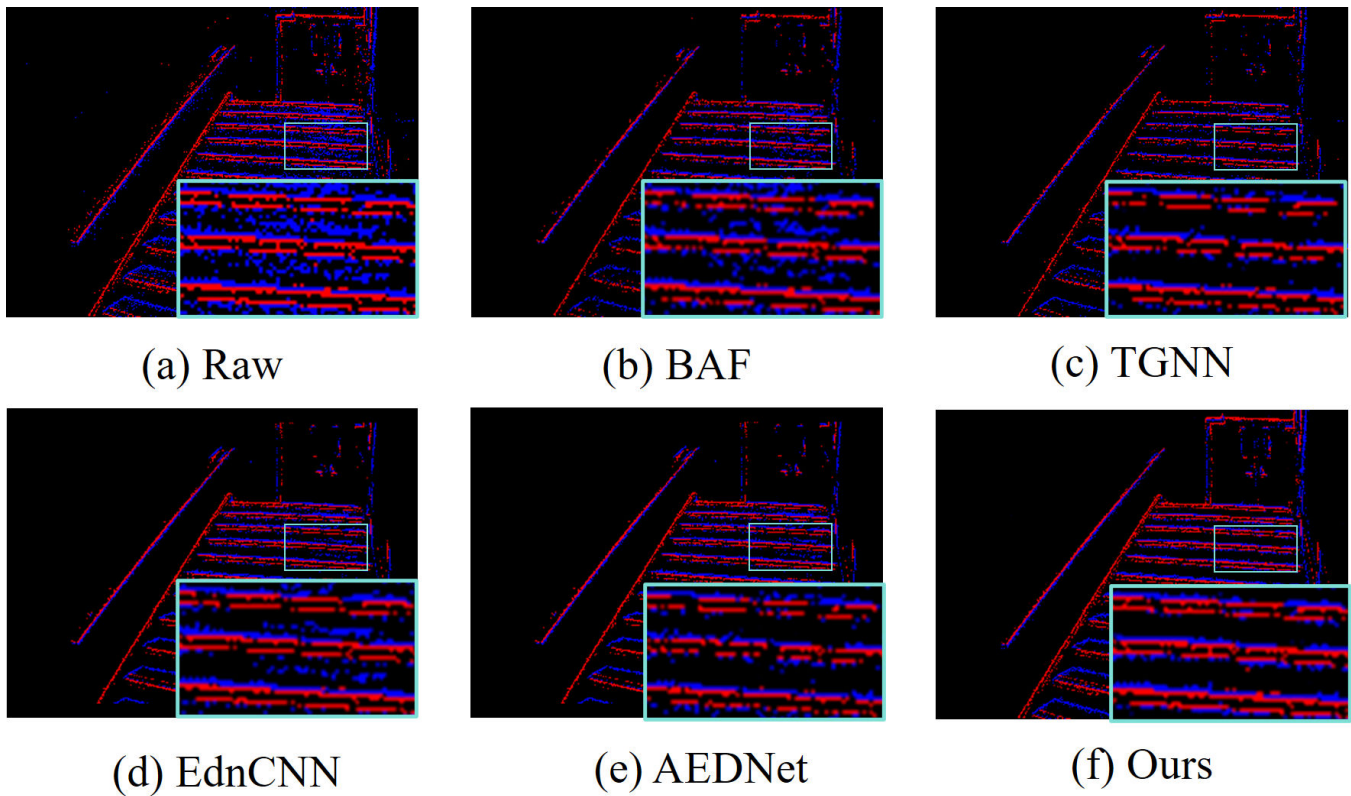 (a) Raw
(b) BAF
(c) TGNN
(d) EdnCNN
(e) AEDNet
(f) Ours